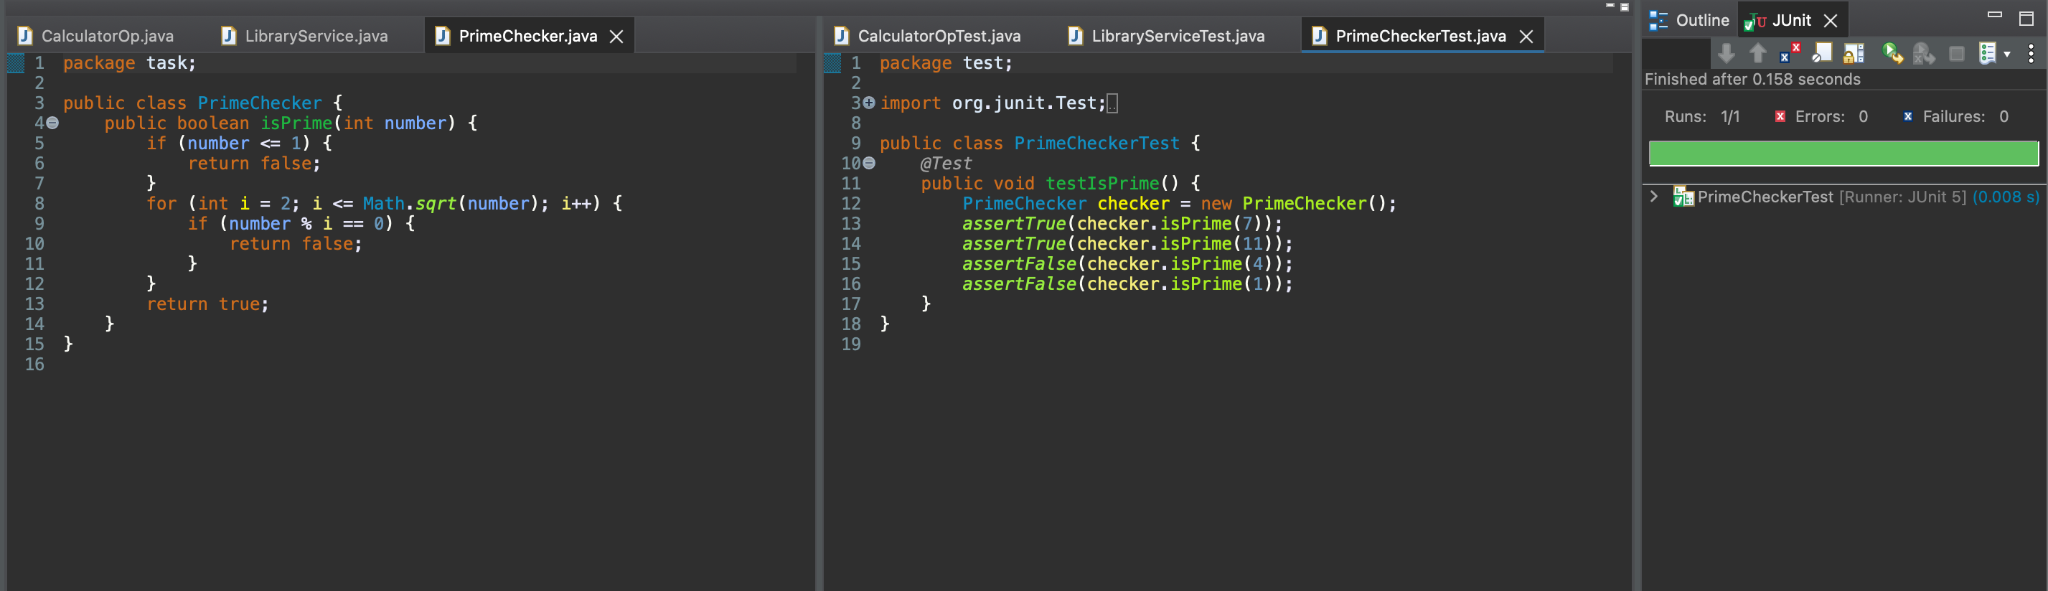 CalculatorOp.java
LibraryService.java
PrimeChecker.java
1 package task;
2
3 public class PrimeChecker {
4 public boolean isPrime(int number) {
5 if (number <= 1) {
6 return false;
7 }
8 for (int i = 2; i <= Math.sqrt(number); i++) {
9 if (number % i == 0) {
10 return false;
11 }
12 }
13 return true;
14 }
15 }
16
CalculatorOpTest.java
LibraryServiceTest.java
PrimeCheckerTest.java
1 package test;
2
3 import org.junit.Test;
8
9 public class PrimeCheckerTest {
10 @Test
11 public void testIsPrime() {
12 PrimeChecker checker = new PrimeChecker();
13 assertTrue(checker.isPrime(7));
14 assertTrue(checker.isPrime(11));
15 assertFalse(checker.isPrime(4));
16 assertFalse(checker.isPrime(1));
17 }
18 }
19
Outline
JUnit
Finished after 0.158 seconds
Runs: 1/1
Errors: 0
Failures: 0
PrimeCheckerTest [Runner: JUnit 5] (0.008 s)